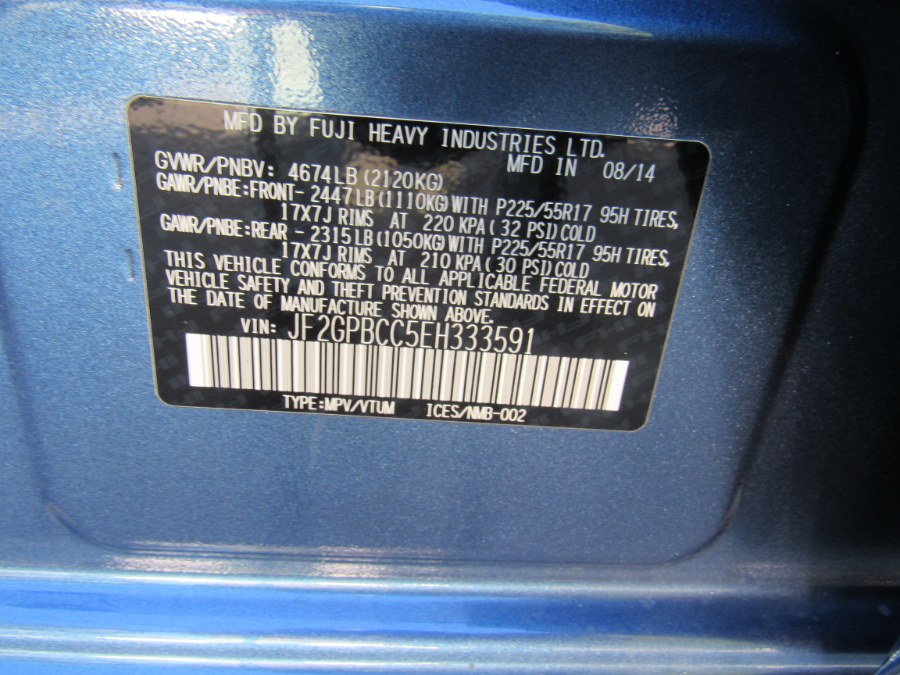 MFD BY FUJI HEAVY INDUSTRIES LTD.
MFD IN 08/14
GVWR/PNBV: 4674LB (2120KG)
GAWR/PNBE:FRONT- 2447LB (1110KG) WITH P225/55R17 95H TIRES,
17X7J RIMS AT 220 KPA ( 32 PSI) COLD
GAWR/PNBE:REAR - 2315LB (1050KG) WITH P225/55R17 95H TIRES,
17X7J RIMS AT 210 KPA ( 30 PSI) COLD
THIS VEHICLE CONFORMS TO ALL APPLICABLE FEDERAL MOTOR
VEHICLE SAFETY AND THEFT PREVENTION STANDARDS IN EFFECT ON
THE DATE OF MANUFACTURE SHOWN ABOVE.
VIN: JF2GPBCC5EH333591
TYPE:MPV/VTUM ICES/NMB-002